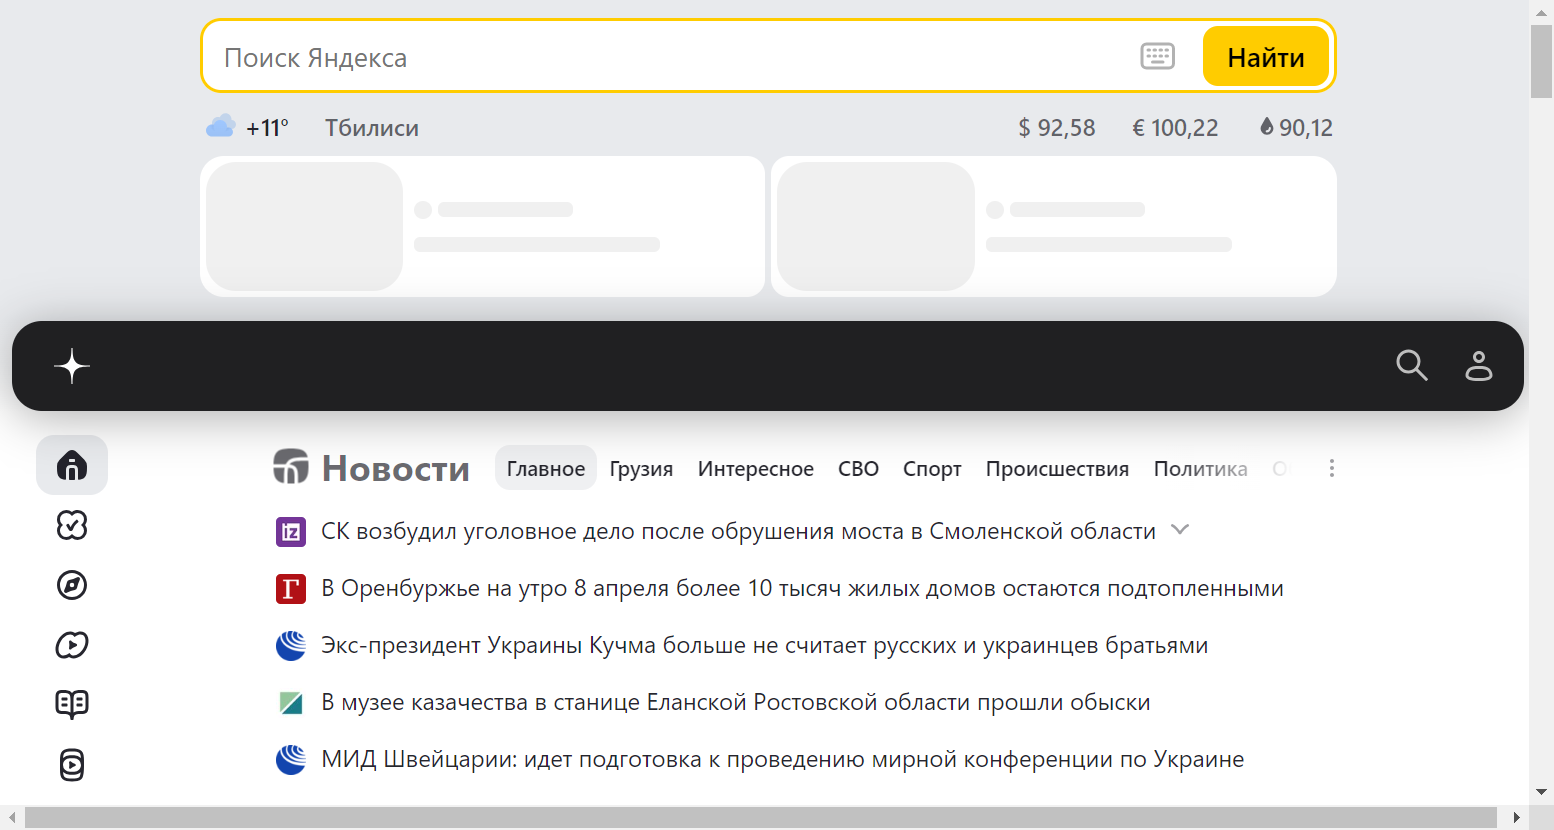 Поиск Яндекса
Найти
+11° Тбилиси $ 92,58 € 100,22 90,12
Новости Главное Грузия Интересное СВО Спорт Происшествия Политика
СК возбудил уголовное дело после обрушения моста в Смоленской области
В Оренбуржье на утро 8 апреля более 10 тысяч жилых домов остаются подтопленными
Экс-президент Украины Кучма больше не считает русских и украинцев братьями
В музее казачества в станице Еланской Ростовской области прошли обыски
МИД Швейцарии: идет подготовка к проведению мирной конференции по Украине